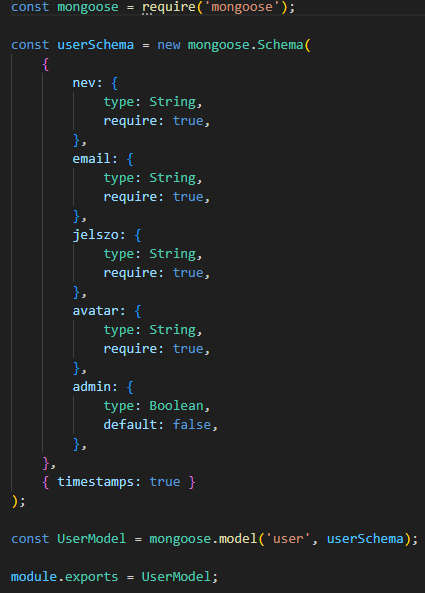 const mongoose = require('mongoose');
const userSchema = new mongoose.Schema(
    {
        nev: {
            type: String,
            require: true,
        },
        email: {
            type: String,
            require: true,
        },
        jelszo: {
            type: String,
            require: true,
        },
        avatar: {
            type: String,
            require: true,
        },
        admin: {
            type: Boolean,
            default: false,
        },
    },
    { timestamps: true }
);
const UserModel = mongoose.model('user', userSchema);
module.exports = UserModel;